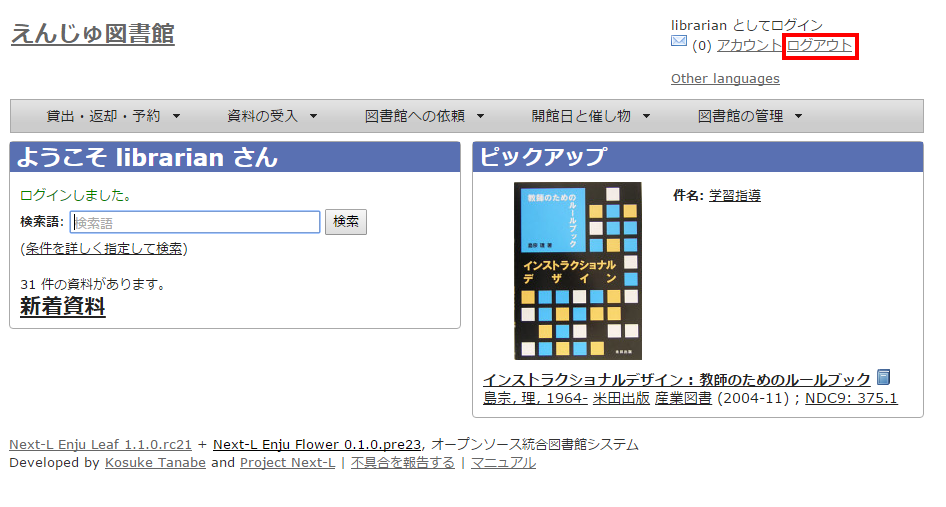 えんじゅ図書館
librarian としてログイン
(0) アカウント ログアウト
Other languages
貸出・返却・予約 資料の受入 図書館への依頼 開館日と催し物 図書館の管理
ようこそ librarian さん
ログインしました。
検索語: 検索語 検索
(条件を詳しく指定して検索)
31 件の資料があります。
新着資料
ピックアップ
教師のための
ルールブック
島宗 理 著
インストラクショナル
デザイン
米田出版
件名: 学習指導
インストラクショナルデザイン : 教師のためのルールブック
島宗, 理, 1964- 米田出版 産業図書 (2004-11) ; NDC9: 375.1
Next-L Enju Leaf 1.1.0.rc21 + Next-L Enju Flower 0.1.0.pre23, オープンソース統合図書館システム
Developed by Kosuke Tanabe and Project Next-L | 不具合を報告する | マニュアル